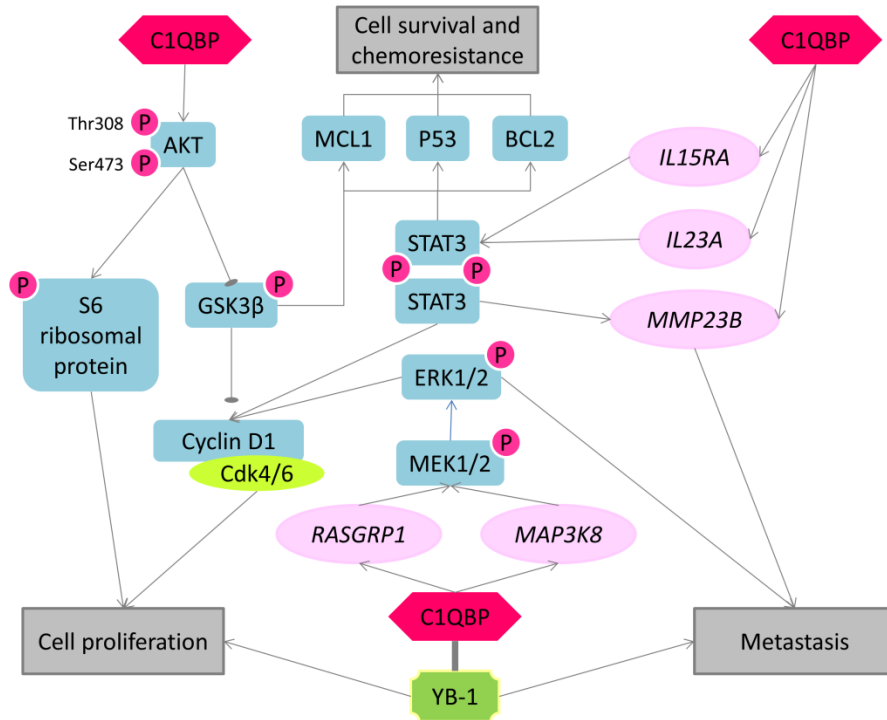 C1QBP
Cell survival and
chemoresistance
C1QBP
Thr308
P
AKT
Ser473
P
MCL1
P53
BCL2
IL15RA
IL23A
STAT3
P
P
STAT3
P
S6
ribosomal
protein
GSK3β
P
MMP23B
ERK1/2
P
Cyclin D1
Cdk4/6
MEK1/2
P
RASGRP1
MAP3K8
C1QBP
Cell proliferation
Metastasis
YB-1